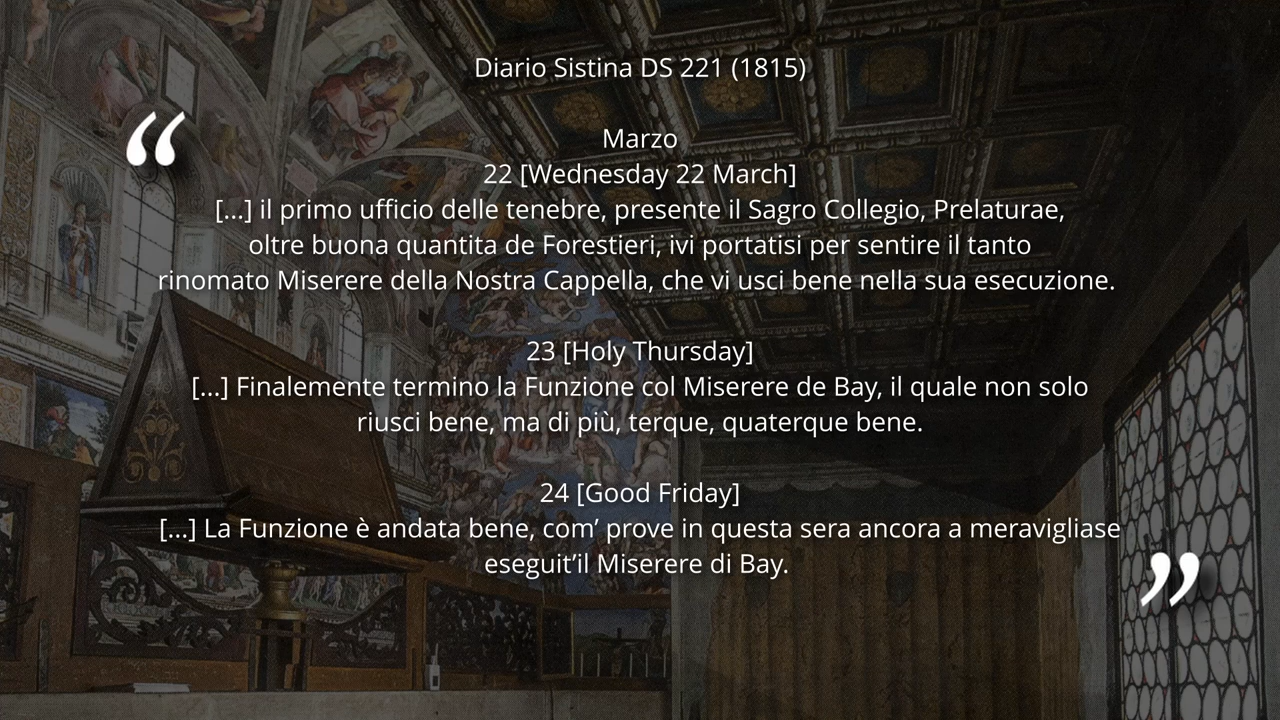 Diario Sistina DS 221 (1815)
“
Marzo
22 [Wednesday 22 March]
[...] il primo ufficio delle tenebre, presente il Sagro Collegio, Prelaturae,
oltre buona quantita de Forestieri, ivi portatisi per sentire il tanto
rinomato Miserere della Nostra Cappella, che vi usci bene nella sua esecuzione.
23 [Holy Thursday]
[...] Finalemente termino la Funzione col Miserere de Bay, il quale non solo
riusci bene, ma di più, terque, quaterque bene.
24 [Good Friday]
[...] La Funzione è andata bene, com’ prove in questa sera ancora a meravigliase
eseguit’il Miserere di Bay.
”